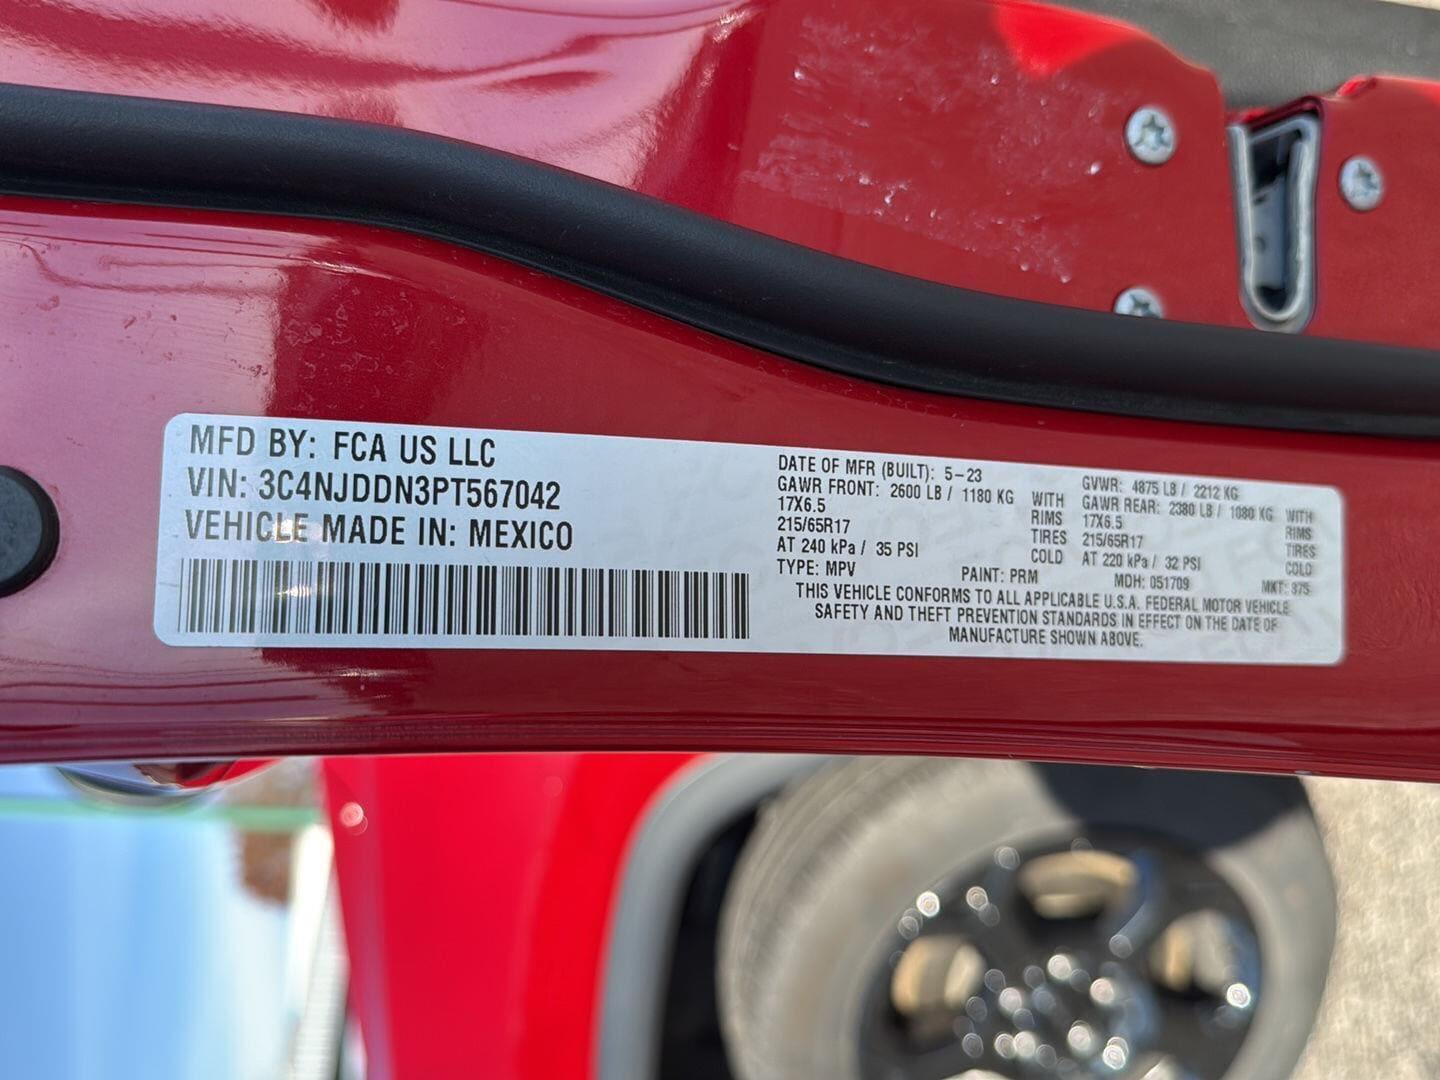 MFD BY: FCA US LLC
VIN: 3C4NJDDN3PT567042
VEHICLE MADE IN: MEXICO
DATE OF MFR (BUILT): 5-23
GAWR FRONT: 2600 LB / 1180 KG WITH
17X6.5 RIMS
215/65R17 TIRES
AT 240 kPa / 35 PSI COLD
GVWR: 4875 LB / 2212 KG
GAWR REAR: 2380 LB / 1080 KG WITH
17X6.5 RIMS
215/65R17 TIRES
AT 220 kPa / 32 PSI COLD
TYPE: MPV PAINT: PRM MDH: 051709 MKT: 375
THIS VEHICLE CONFORMS TO ALL APPLICABLE U.S.A. FEDERAL MOTOR VEHICLE
SAFETY AND THEFT PREVENTION STANDARDS IN EFFECT ON THE DATE OF
MANUFACTURE SHOWN ABOVE.